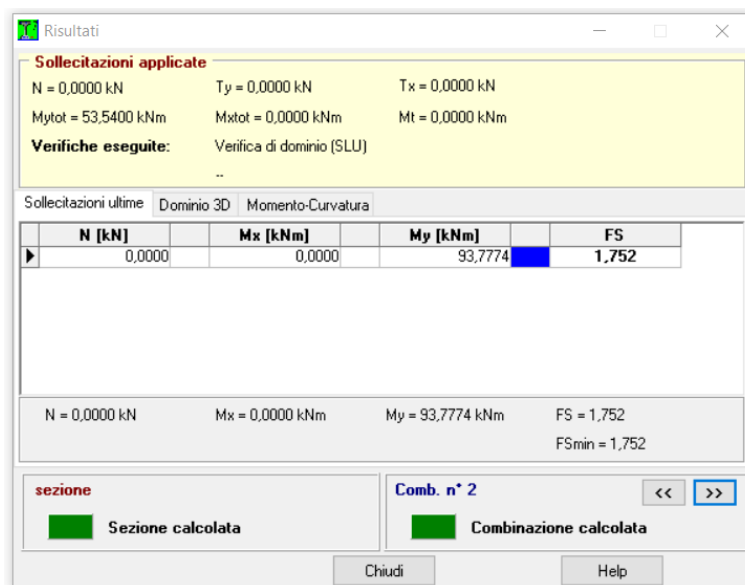 Risultati
Sollecitazioni applicate
N = 0,0000 kN Ty = 0,0000 kN Tx = 0,0000 kN
Mytot = 53,5400 kNm Mxtot = 0,0000 kNm Mt = 0,0000 kNm
Verifiche eseguite: Verifica di dominio (SLU)
..
Sollecitazioni ultime Dominio 3D Momento-Curvatura
N [kN] Mx [kNm] My [kNm] FS
0,0000 0,0000 93,7774 1,752
N = 0,0000 kN Mx = 0,0000 kNm My = 93,7774 kNm FS = 1,752
FSmin = 1,752
sezione Comb. n° 2 << >>
Sezione calcolata Combinazione calcolata
Chiudi Help